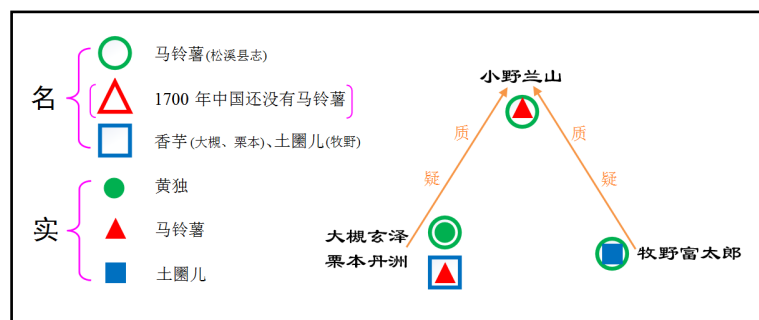 名
马铃薯(松溪县志)
1700 年中国还没有马铃薯
香芋(大槻、栗本)、土圞儿(牧野)
实
黄独
马铃薯
土圞儿
小野兰山
质
疑
质
疑
大槻玄泽
栗本丹洲
牧野富太郎